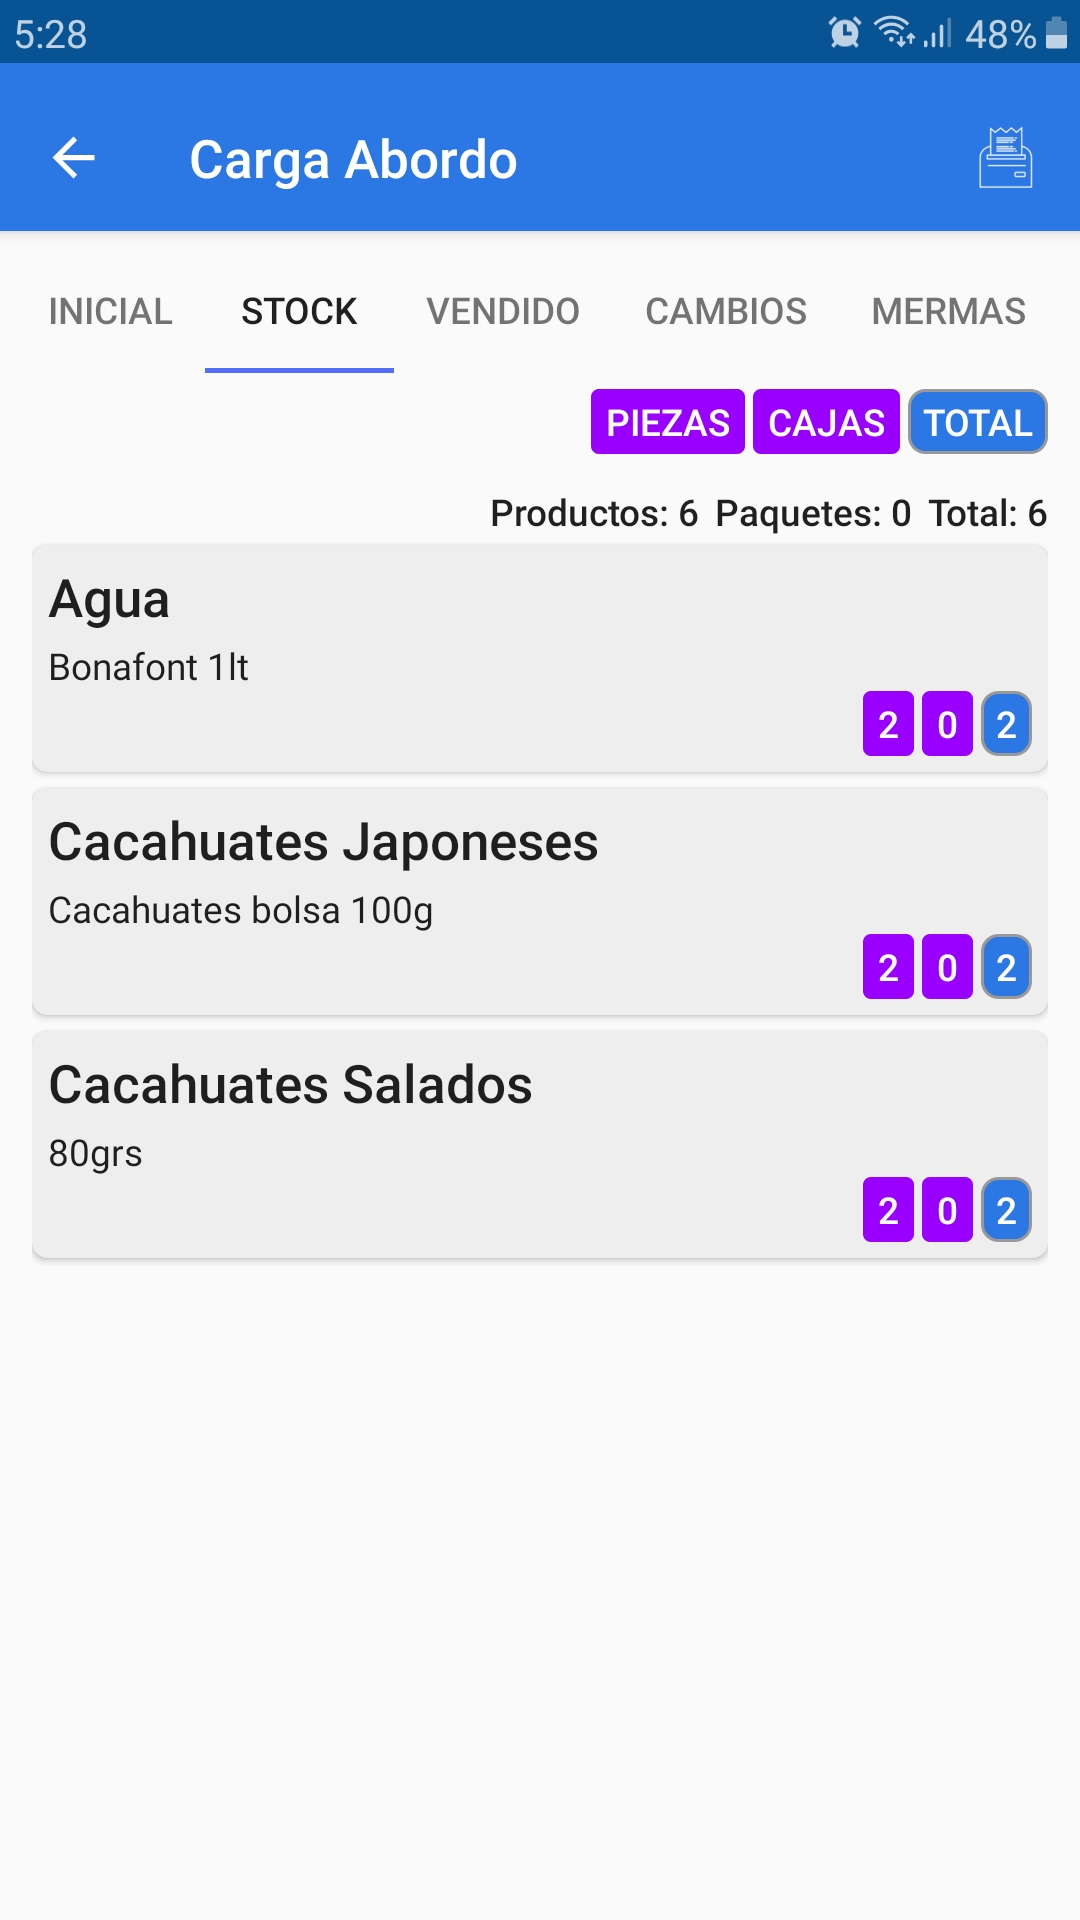 5:28 48%
Carga Abordo
INICIAL STOCK VENDIDO CAMBIOS MERMAS
PIEZAS CAJAS TOTAL
Productos: 6 Paquetes: 0 Total: 6
Agua
Bonafont 1lt
2 0 2
Cacahuates Japoneses
Cacahuates bolsa 100g
2 0 2
Cacahuates Salados
80grs
2 0 2